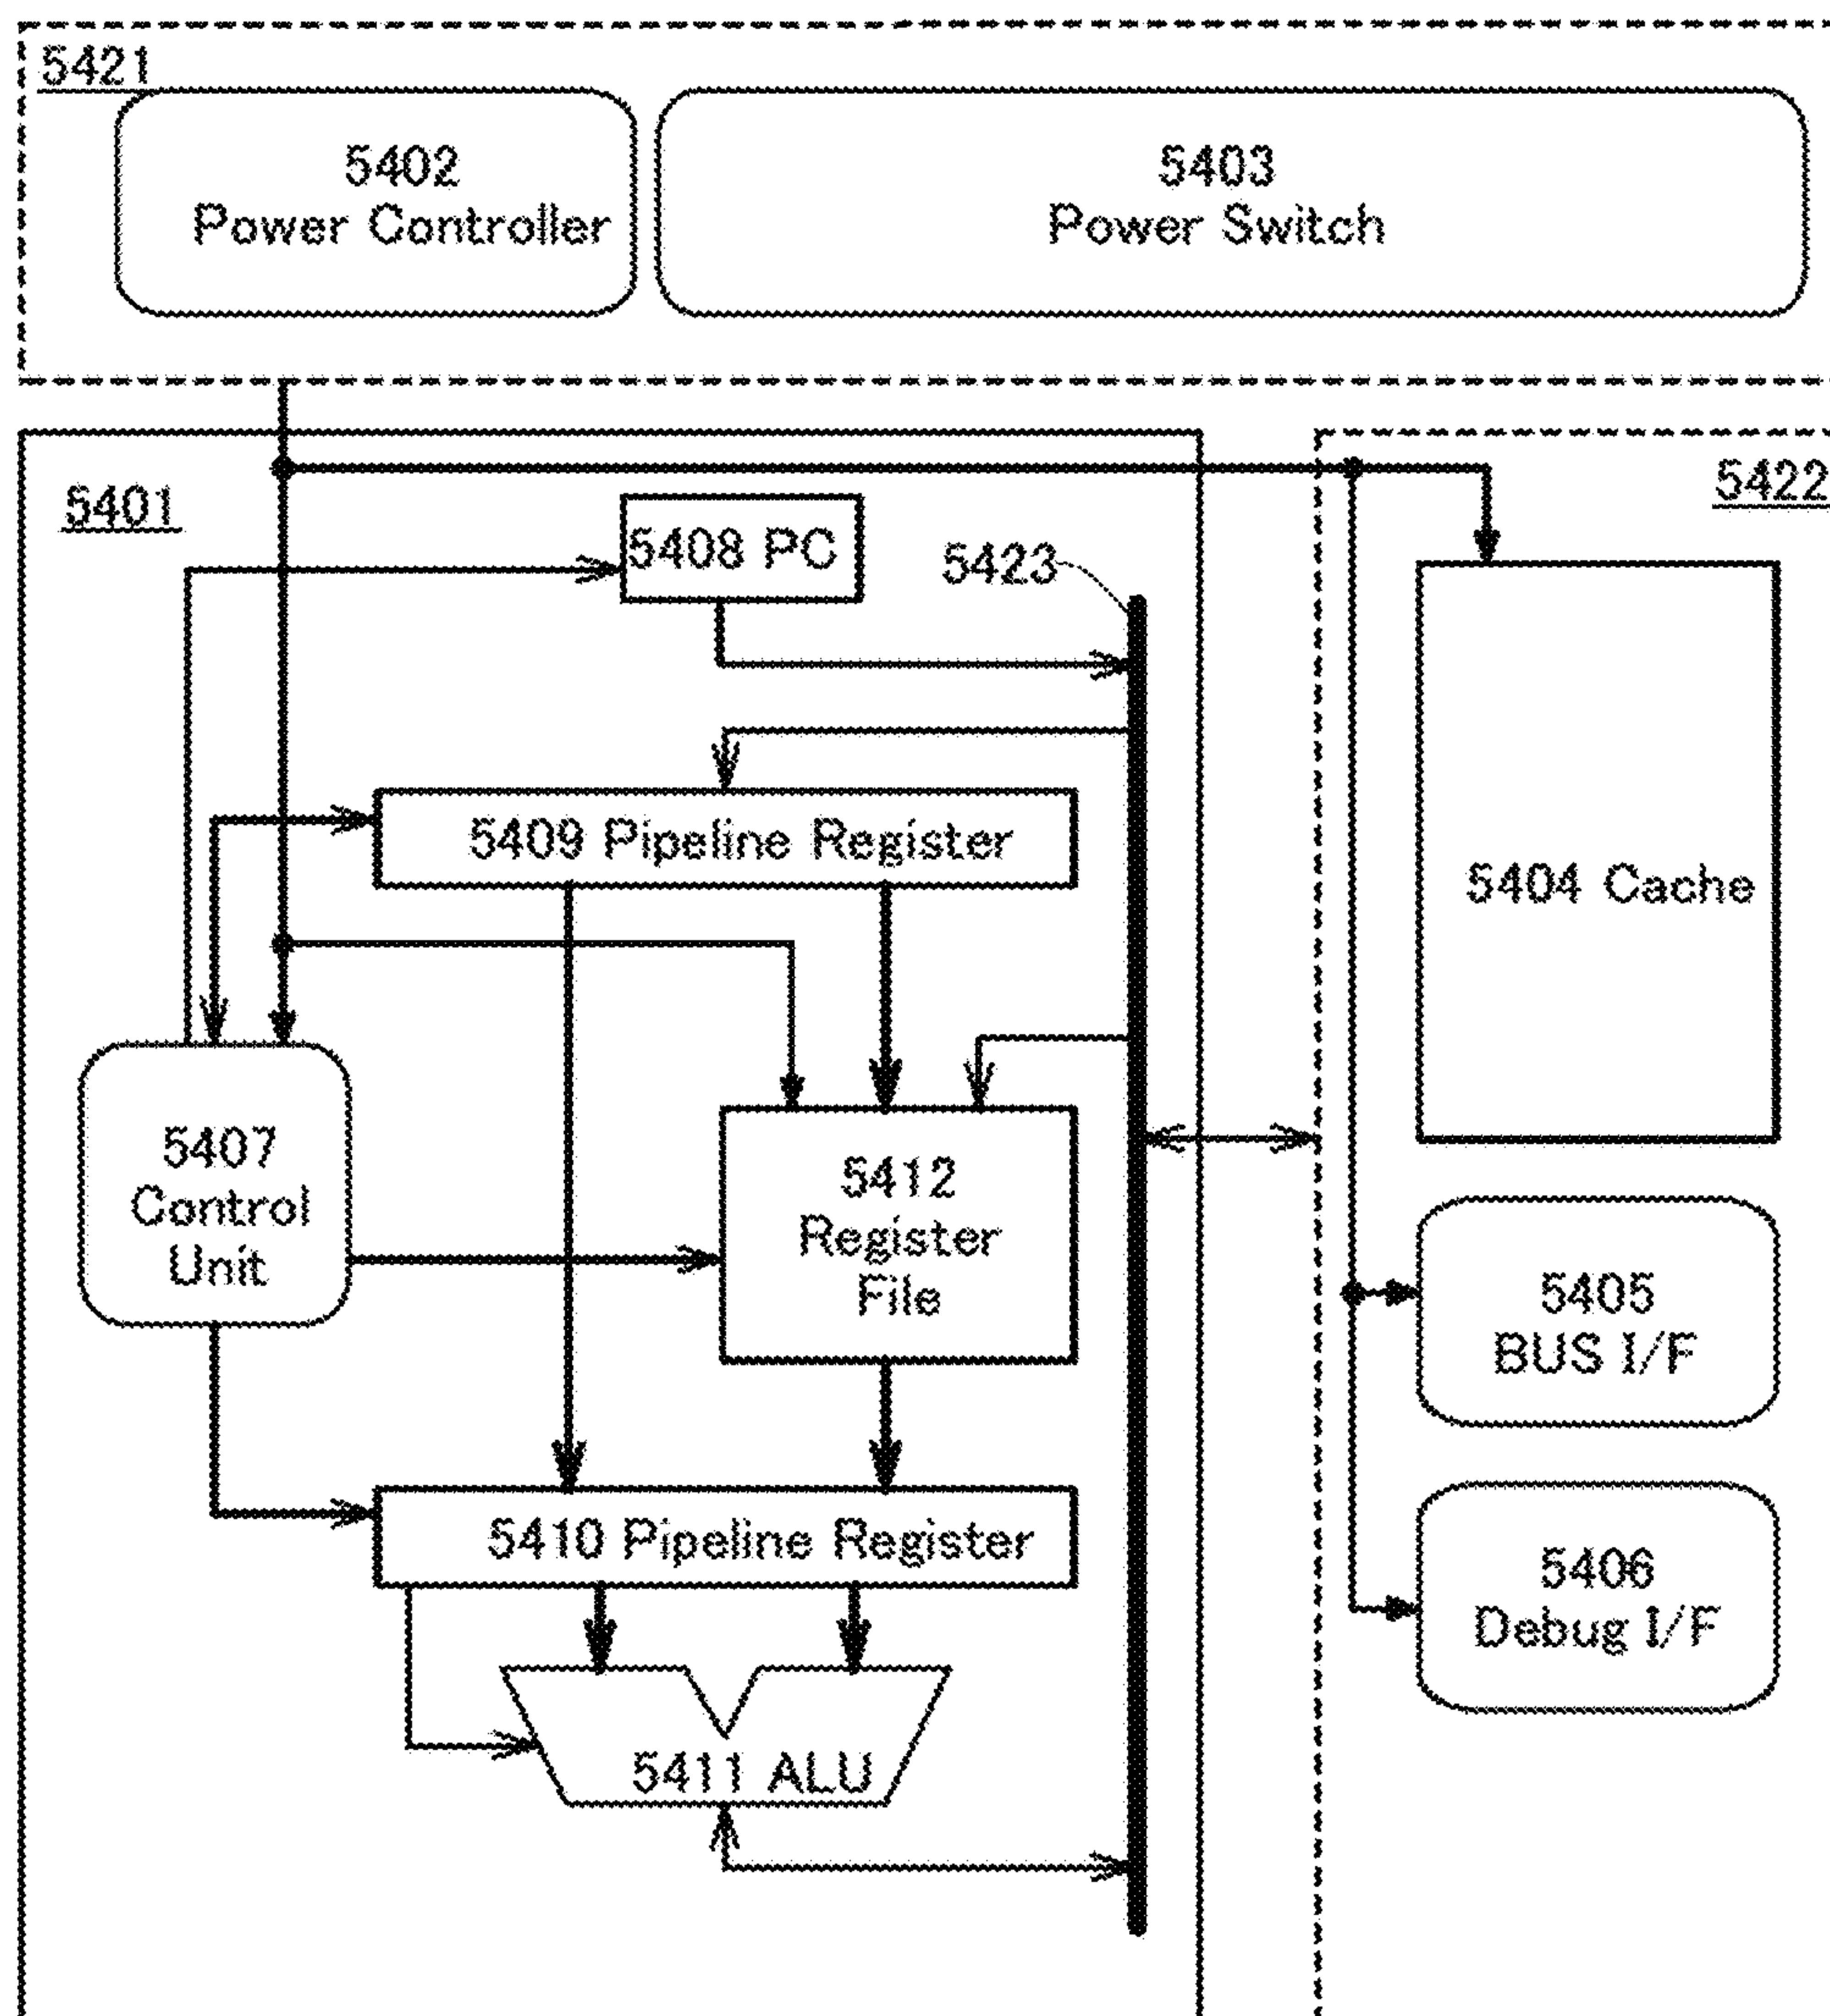 5421
5402
Power Controller
5403
Power Switch
5401
5408 PC
5423
5422
5409 Pipeline Register
5404 Cache
5407
Control
Unit
5412
Register
File
5405
BUS I/F
5410 Pipeline Register
5406
Debug I/F
5411 ALU